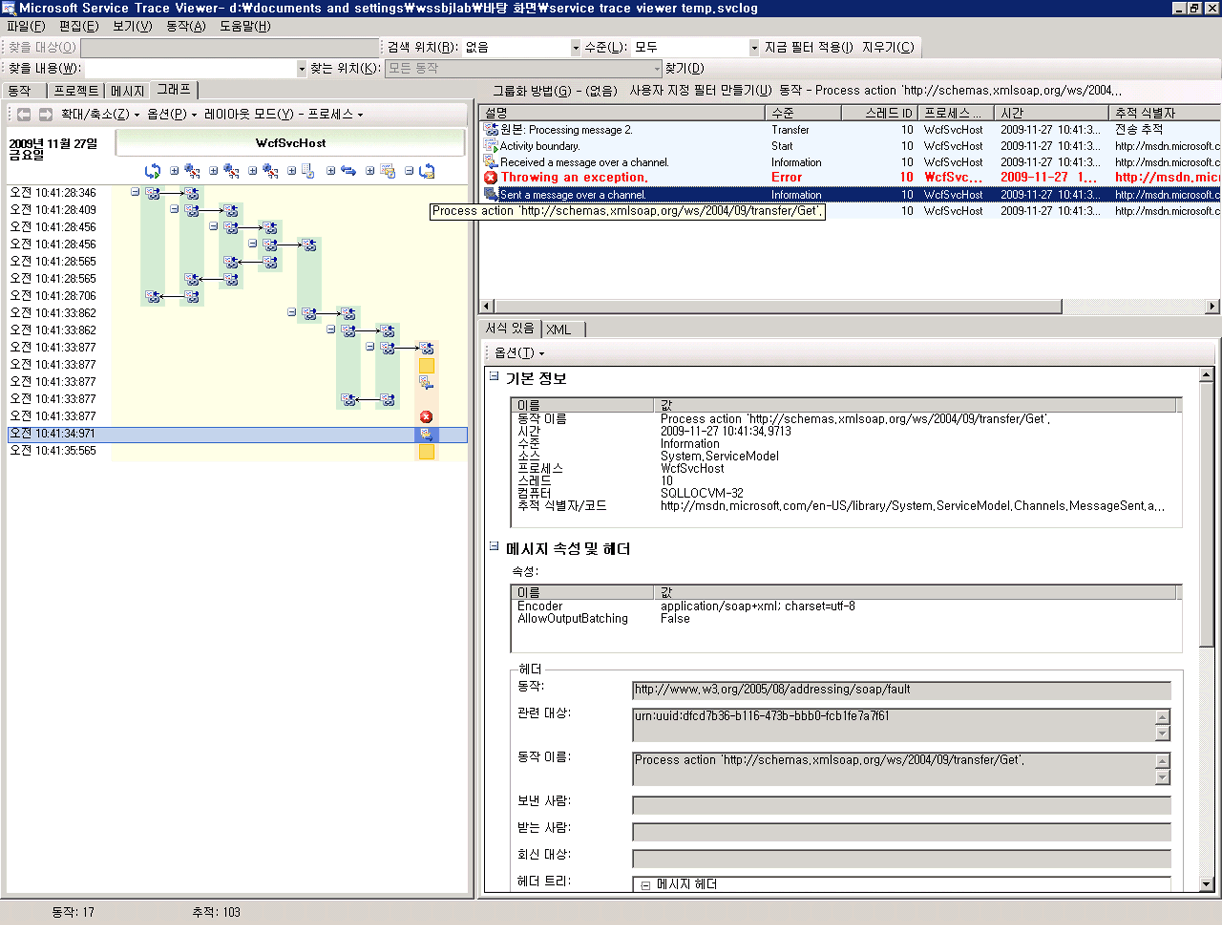 Microsoft Service Trace Viewer- d:₩documents and settings₩wssbjlab₩바탕 화면₩service trace viewer temp.svclog
파일(F) 편집(E) 보기(V) 동작(A) 도움말(H)
찾을 대상(O) 검색 위치(R): 없음 수준(L): 모두 지금 필터 적용(I) 지우기(C)
찾을 내용(W): 찾는 위치(K): 모든 동작 찾기(D)
동작 프로젝트 메시지 그래프
확대/축소(Z) 옵션(P) 레이아웃 모드(Y) - 프로세스
2009년 11월 27일 금요일
WcfSvcHost
오전 10:41:28:346
오전 10:41:28:409
오전 10:41:28:456
오전 10:41:28:456
오전 10:41:28:565
오전 10:41:28:565
오전 10:41:28:706
오전 10:41:33:862
오전 10:41:33:862
오전 10:41:33:877
오전 10:41:33:877
오전 10:41:33:877
오전 10:41:33:877
오전 10:41:33:877
오전 10:41:34:971
오전 10:41:35:565
그룹화 방법(G) - (없음) 사용자 지정 필터 만들기(U) 동작 - Process action 'http://schemas.xmlsoap.org/ws/2004...
설명 수준 스레드 ID 프로세스 ... 시간 추적 식별자
원본: Processing message 2. Transfer 10 WcfSvcHost 2009-11-27 10:41:3... 전송 추적
Activity boundary. Start 10 WcfSvcHost 2009-11-27 10:41:3... http://msdn.microsoft.c
Received a message over a channel. Information 10 WcfSvcHost 2009-11-27 10:41:3... http://msdn.microsoft.c
Throwing an exception. Error 10 WcfSvc... 2009-11-27 1... http://msdn.mic
Sent a message over a channel. Information 10 WcfSvcHost 2009-11-27 10:41:3... http://msdn.microsoft.c
Process action 'http://schemas.xmlsoap.org/ws/2004/09/transfer/Get'. 10 WcfSvcHost 2009-11-27 10:41:3... http://msdn.microsoft.c
서식 있음 XML
옵션(T)
기본 정보
이름 값
동작 이름 Process action 'http://schemas.xmlsoap.org/ws/2004/09/transfer/Get'.
시간 2009-11-27 10:41:34.9713
수준 Information
소스 System.ServiceModel
프로세스 WcfSvcHost
스레드 10
컴퓨터 SQLLOCVM-32
추적 식별자/코드 http://msdn.microsoft.com/en-US/library/System.ServiceModel.Channels.MessageSent.a...
메시지 속성 및 헤더
속성:
이름 값
Encoder application/soap+xml; charset=utf-8
AllowOutputBatching False
헤더
동작: http://www.w3.org/2005/08/addressing/soap/fault
관련 대상: urn:uuid:dfcd7b36-b116-473b-bbb0-fcb1fe7a7f61
동작 이름: Process action 'http://schemas.xmlsoap.org/ws/2004/09/transfer/Get'.
보낸 사람:
받는 사람:
회신 대상:
헤더 트리: 메시지 헤더
동작: 17 추적: 103